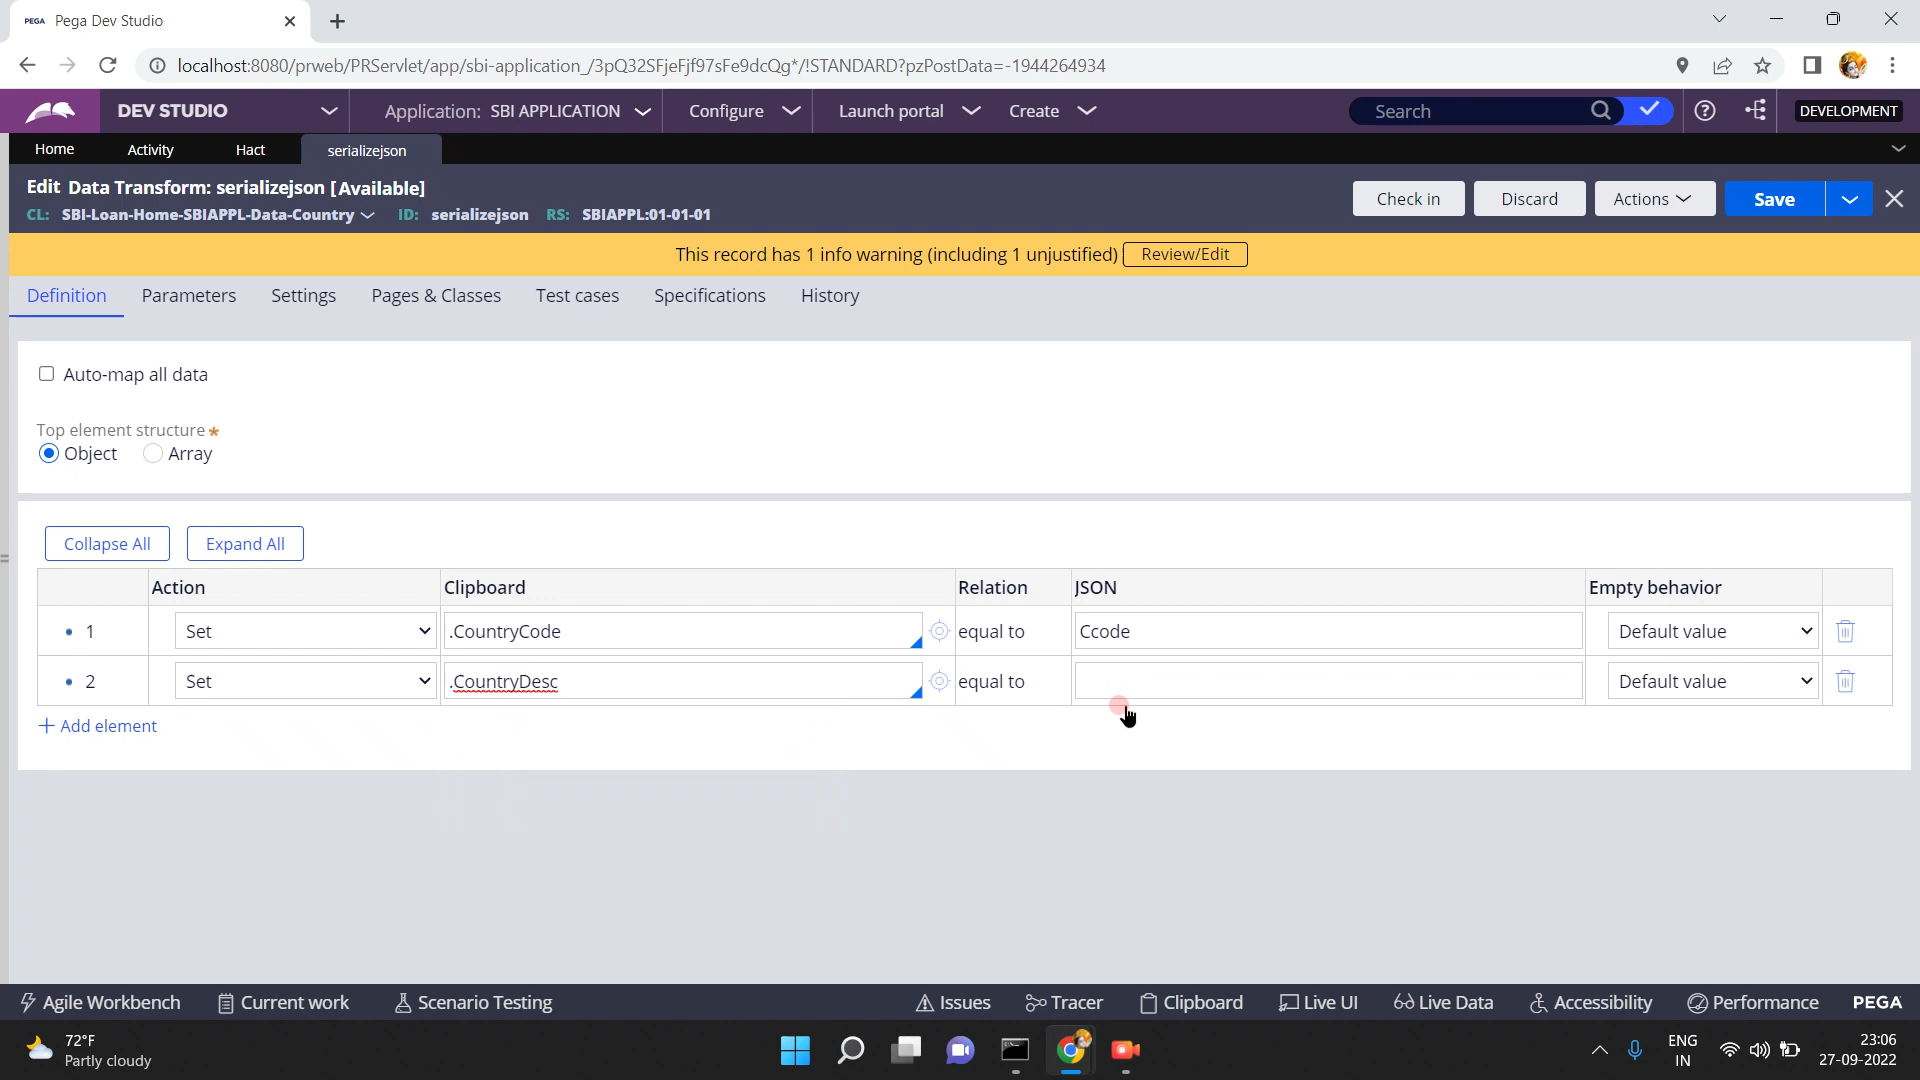 PEGA Pega Dev Studio
localhost:8080/prweb/PRServlet/app/sbi-application_/3pQ32SFjeFjf97sFe9dcQg*/!STANDARD?pzPostData=-1944264934
DEV STUDIO Application: SBI APPLICATION Configure Launch portal Create Search DEVELOPMENT
Home Activity Hact serializejson
Edit Data Transform: serializejson [Available]
CL: SBI-Loan-Home-SBIAPPL-Data-Country ID: serializejson RS: SBIAPPL:01-01-01
Check in Discard Actions Save
This record has 1 info warning (including 1 unjustified) Review/Edit
Definition Parameters Settings Pages & Classes Test cases Specifications History
Auto-map all data
Top element structure*
Object Array
Collapse All Expand All
Action Clipboard Relation JSON Empty behavior
1 Set .CountryCode equal to Ccode Default value
2 Set .CountryDesc equal to Default value
+ Add element
Agile Workbench Current work Scenario Testing Issues Tracer Clipboard Live UI Live Data Accessibility Performance PEGA
72°F
Partly cloudy
ENG
IN
23:06
27-09-2022